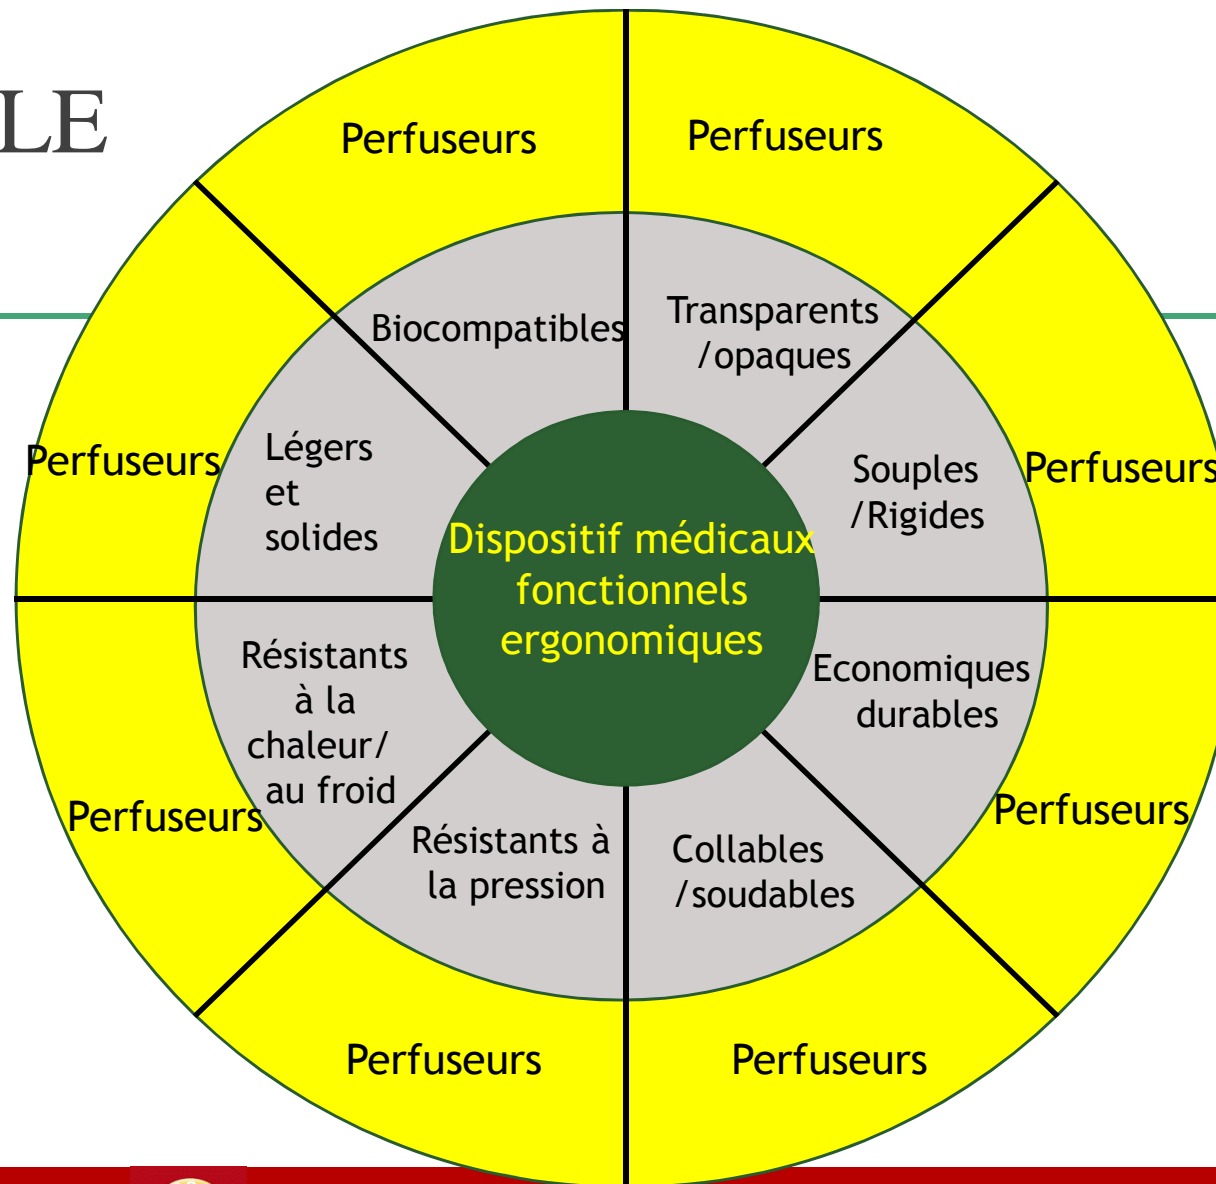 LE
Perfuseurs
Perfuseurs
Biocompatibles
Transparents
/opaques
Perfuseurs
Légers
et
solides
Souples
/Rigides
Perfuseurs
Dispositif médicaux
fonctionnels
ergonomiques
Résistants
à la
chaleur/
au froid
Economiques
durables
Perfuseurs
Perfuseurs
Résistants à
la pression
Collables
/soudables
Perfuseurs
Perfuseurs